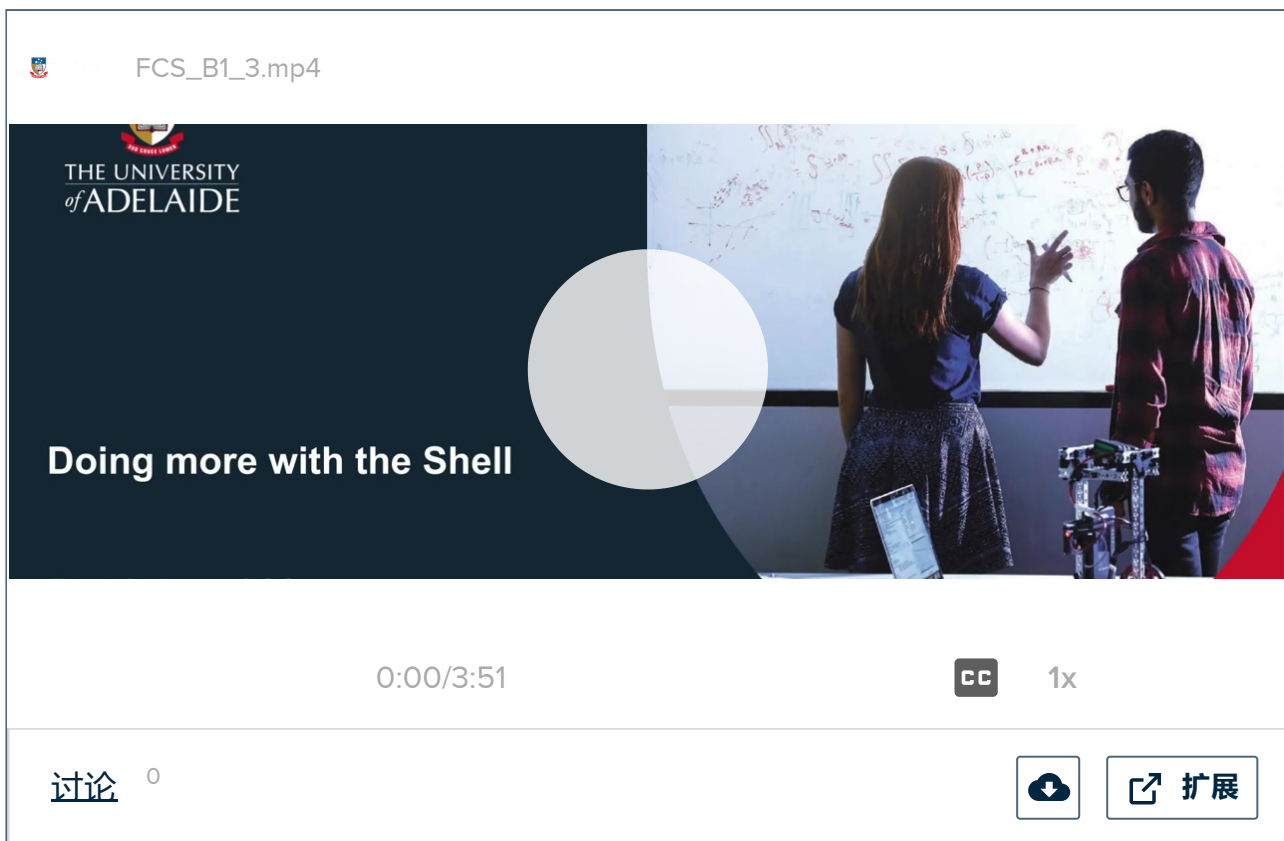 FCS_B1_3.mp4
THE UNIVERSITY
of ADELAIDE
Doing more with the Shell
0:00/3:51
CC
1x
讨论
0
扩展